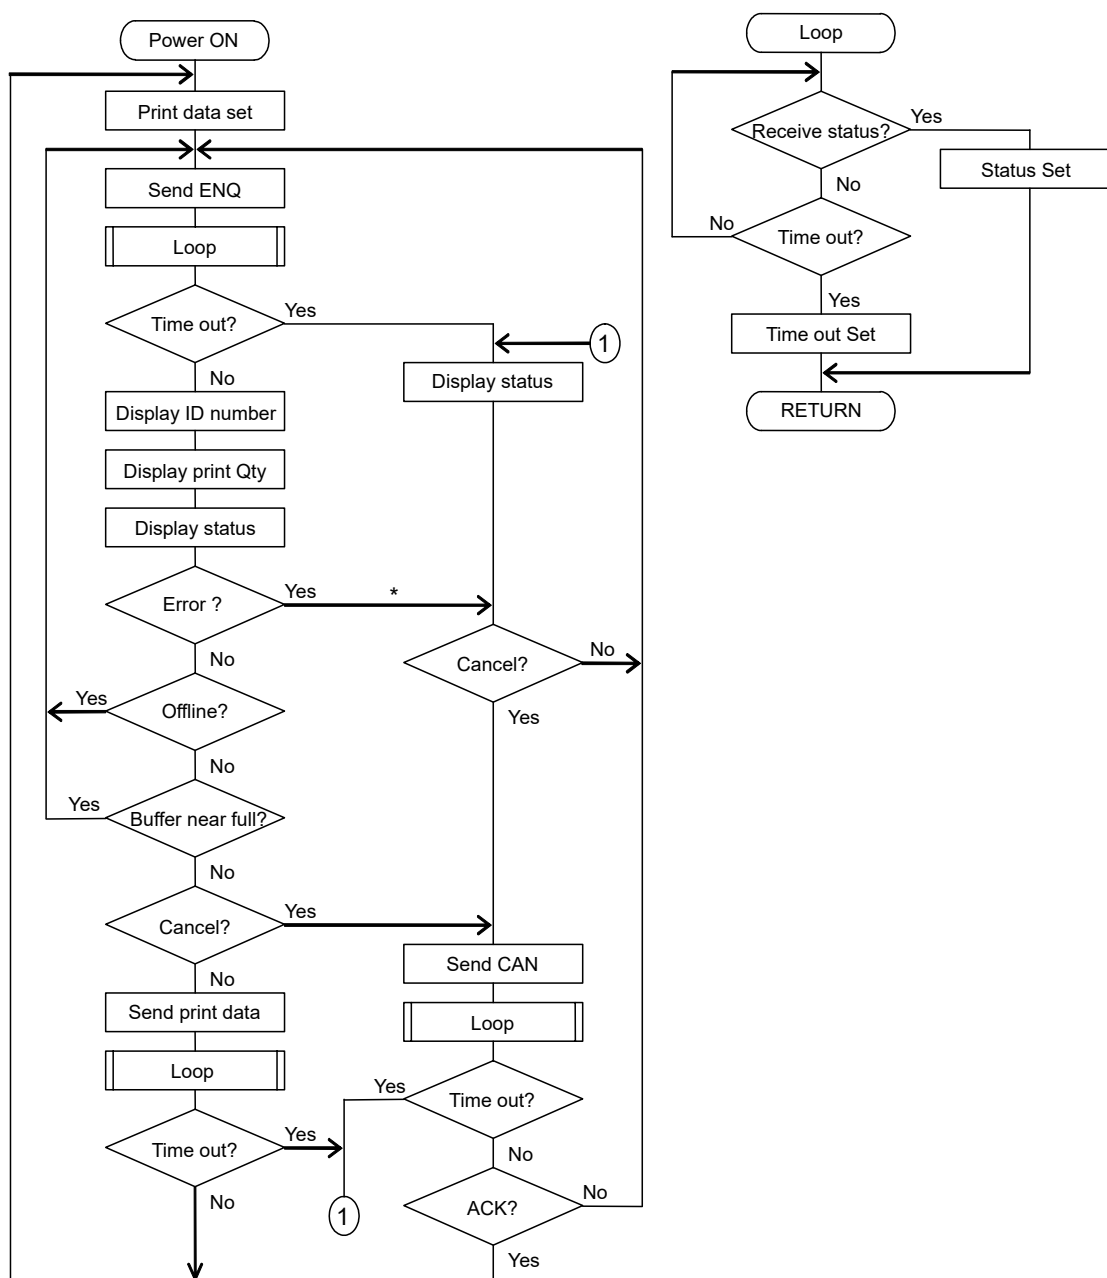 Power ON
Print data set
Send ENQ
Loop
Time out?
Yes
No
1
Display status
Display ID number
Display print Qty
Display status
Error ?
Yes
*
No
Cancel?
No
Yes
Offline?
Yes
No
Buffer near full?
Yes
No
Cancel?
Yes
No
Send CAN
Send print data
Loop
Loop
Time out?
Yes
No
Time out?
Yes
No
1
ACK?
No
Yes
Loop
Receive status?
Yes
Status Set
No
Time out?
No
Yes
Time out Set
RETURN